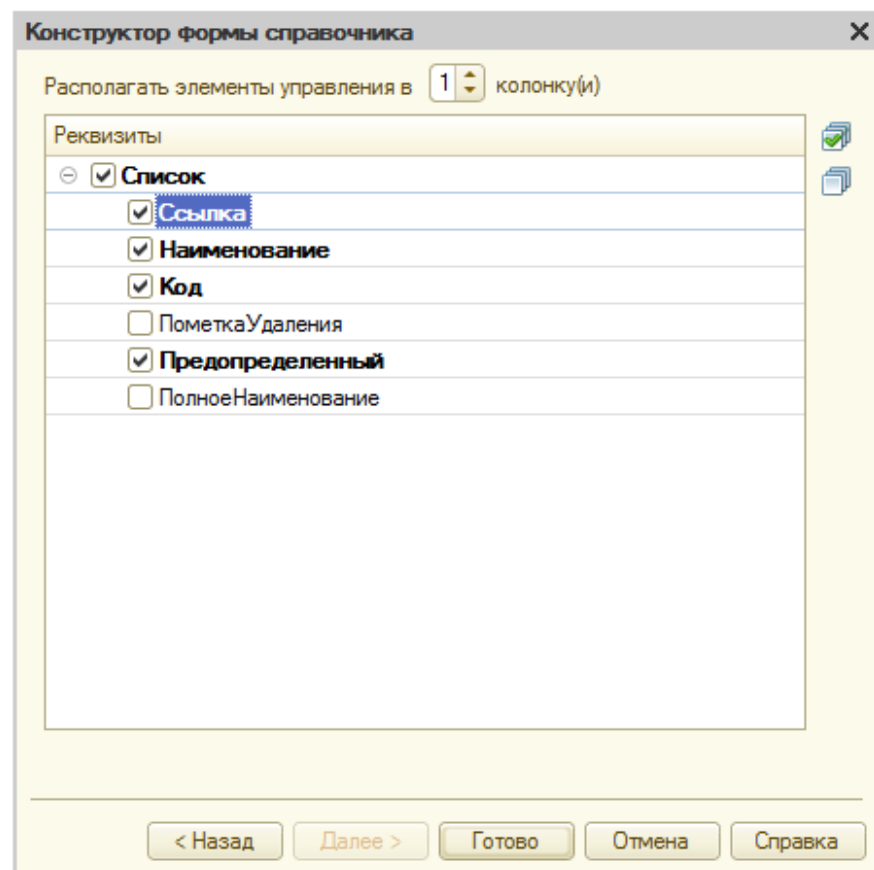 Конструктор формы справочника
Располагать элементы управления в 1 колонку(и)
Реквизиты
Список
Ссылка
Наименование
Код
ПометкаУдаления
Предопределенный
ПолноеНаименование
< Назад Далее > Готово Отмена Справка